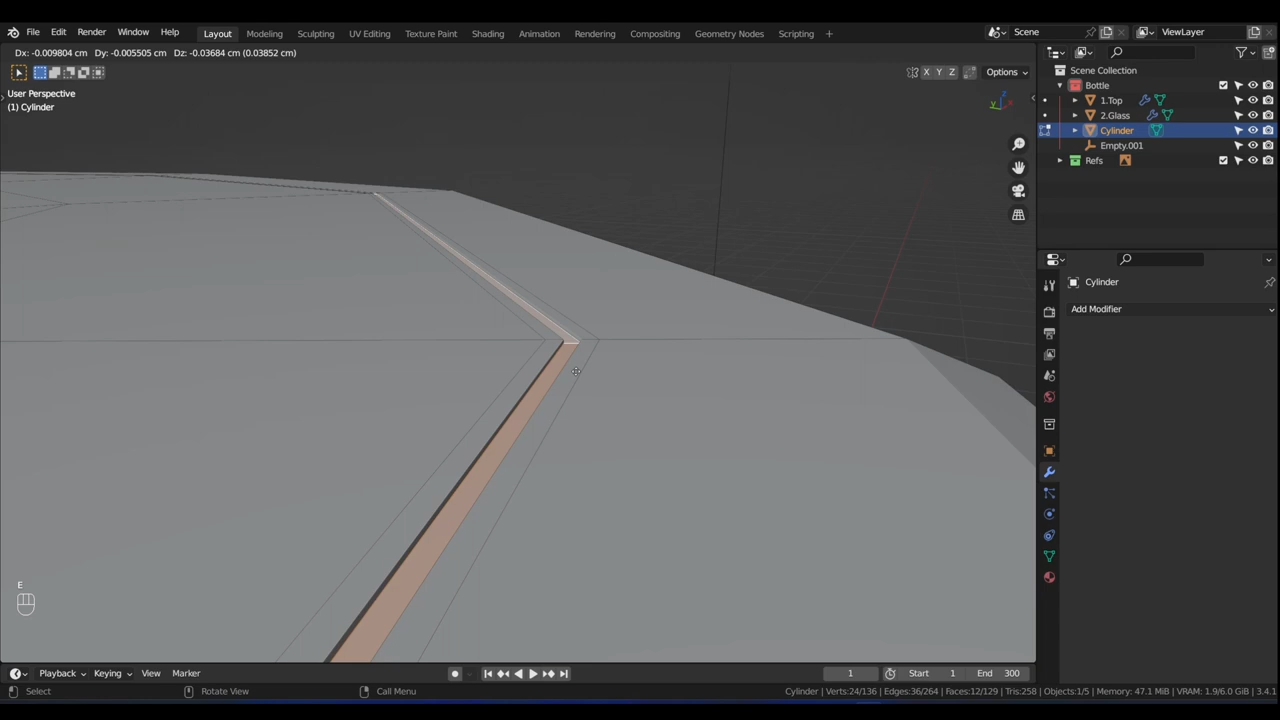 File Edit Render Window Help Layout Modeling Sculpting UV Editing Texture Paint Shading Animation Rendering Compositing Geometry Nodes Scripting + Scene ViewLayer
Dx: -0.009804 cm Dy: -0.005505 cm Dz: -0.03684 cm (0.03852 cm)
X Y Z Options
User Perspective
(1) Cylinder
Scene Collection
Bottle
1.Top
2.Glass
Cylinder
Empty.001
Refs
Cylinder
Add Modifier
E
Playback Keying View Marker 1 Start 1 End 300
Select Rotate View Call Menu Cylinder | Verts:24/136 | Edges:36/264 | Faces:12/129 | Tris:258 | Objects:1/5 | Memory: 47.1 MiB | VRAM: 1.9/6.0 GiB | 3.4.1